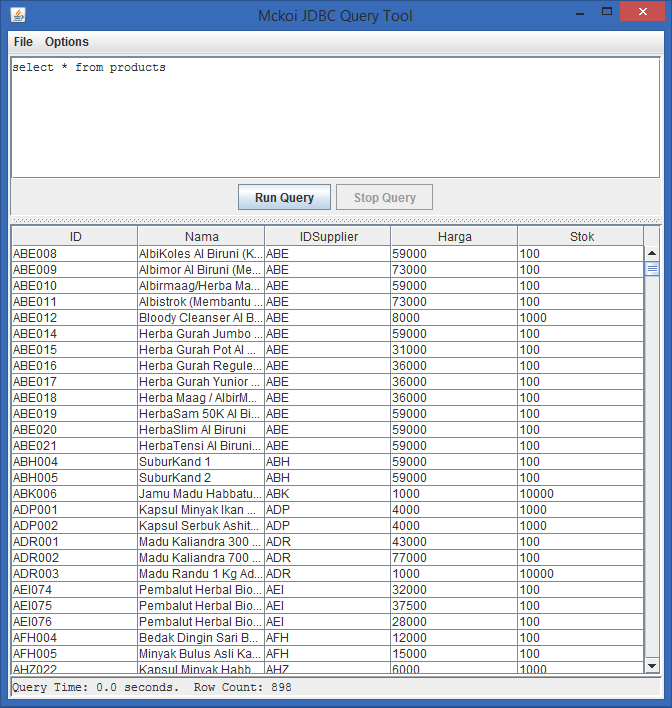 Mckoi JDBC Query Tool
File Options
select * from products
Run Query Stop Query
ID Nama IDSupplier Harga Stok
ABE008 AlbiKoles Al Biruni (K... ABE 59000 100
ABE009 Albimor Al Biruni (Me... ABE 73000 100
ABE010 Albirmaag/Herba Ma... ABE 59000 100
ABE011 Albistrok (Membantu ... ABE 73000 100
ABE012 Bloody Cleanser Al B... ABE 8000 1000
ABE014 Herba Gurah Jumbo ... ABE 59000 100
ABE015 Herba Gurah Pot Al ... ABE 31000 100
ABE016 Herba Gurah Regule... ABE 36000 100
ABE017 Herba Gurah Yunior ... ABE 36000 100
ABE018 Herba Maag / AlbirM... ABE 59000 100
ABE019 HerbaSam 50K Al Bi... ABE 59000 100
ABE020 HerbaSlim Al Biruni ABE 59000 100
ABE021 HerbaTensi Al Biruni... ABE 59000 100
ABH004 SuburKand 1 ABH 59000 100
ABH005 SuburKand 2 ABH 59000 100
ABK006 Jamu Madu Habbatu... ABK 1000 10000
ADP001 Kapsul Minyak Ikan ... ADP 4000 1000
ADP002 Kapsul Serbuk Ashit... ADP 4000 1000
ADR001 Madu Kaliandra 300 ... ADR 43000 100
ADR002 Madu Kaliandra 700 ... ADR 77000 100
ADR003 Madu Randu 1 Kg Ad... ADR 1000 10000
AEI074 Pembalut Herbal Bio... AEI 32000 100
AEI075 Pembalut Herbal Bio... AEI 37500 100
AEI076 Pembalut Herbal Bio... AEI 28000 100
AFH004 Bedak Dingin Sari B... AFH 12000 100
AFH005 Minyak Bulus Asli Ka... AFH 15000 100
AHZ022 Kapsul Minyak Habb... AHZ 6000 1000
Query Time: 0.0 seconds. Row Count: 898